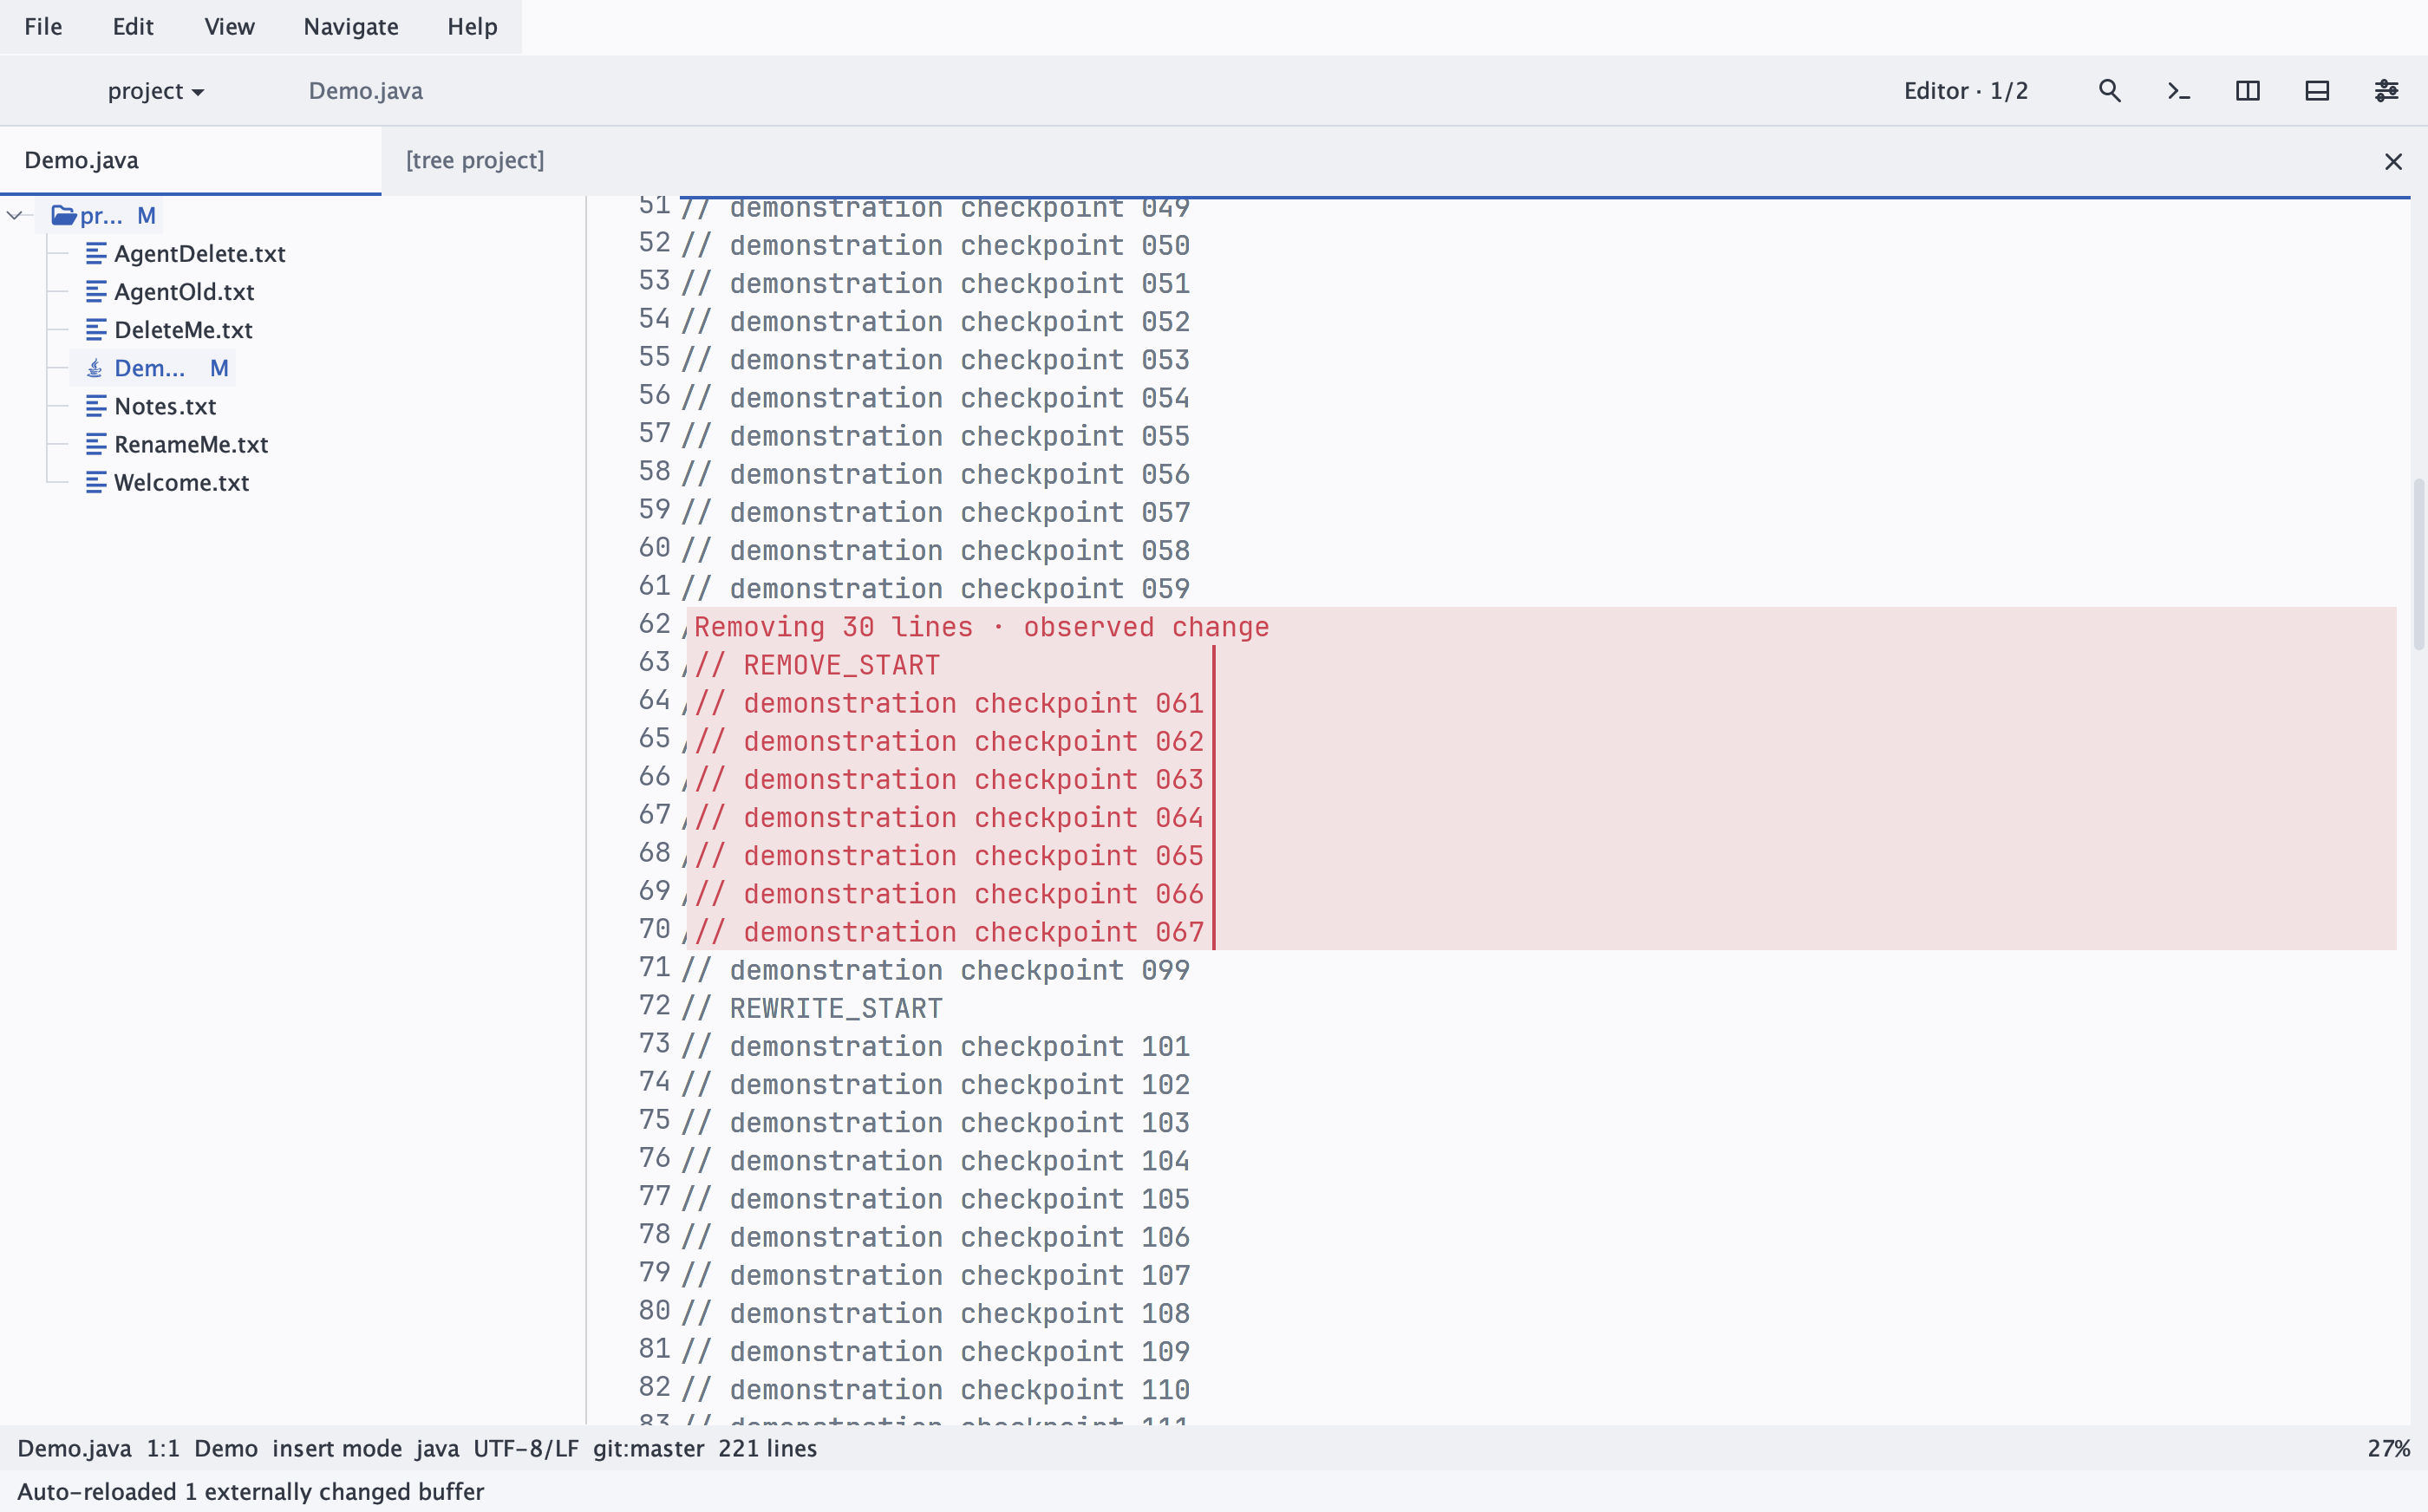 File Edit View Navigate Help
project Demo.java Editor · 1/2
Demo.java [tree project]
pr... M
AgentDelete.txt
AgentOld.txt
DeleteMe.txt
Dem... M
Notes.txt
RenameMe.txt
Welcome.txt
51 // demonstration checkpoint 049
52 // demonstration checkpoint 050
53 // demonstration checkpoint 051
54 // demonstration checkpoint 052
55 // demonstration checkpoint 053
56 // demonstration checkpoint 054
57 // demonstration checkpoint 055
58 // demonstration checkpoint 056
59 // demonstration checkpoint 057
60 // demonstration checkpoint 058
61 // demonstration checkpoint 059
62 Removing 30 lines · observed change
63 // REMOVE_START
64 // demonstration checkpoint 061
65 // demonstration checkpoint 062
66 // demonstration checkpoint 063
67 // demonstration checkpoint 064
68 // demonstration checkpoint 065
69 // demonstration checkpoint 066
70 // demonstration checkpoint 067
71 // demonstration checkpoint 099
72 // REWRITE_START
73 // demonstration checkpoint 101
74 // demonstration checkpoint 102
75 // demonstration checkpoint 103
76 // demonstration checkpoint 104
77 // demonstration checkpoint 105
78 // demonstration checkpoint 106
79 // demonstration checkpoint 107
80 // demonstration checkpoint 108
81 // demonstration checkpoint 109
82 // demonstration checkpoint 110
83 // demonstration checkpoint 111
Demo.java 1:1 Demo insert mode java UTF-8/LF git:master 221 lines 27%
Auto-reloaded 1 externally changed buffer